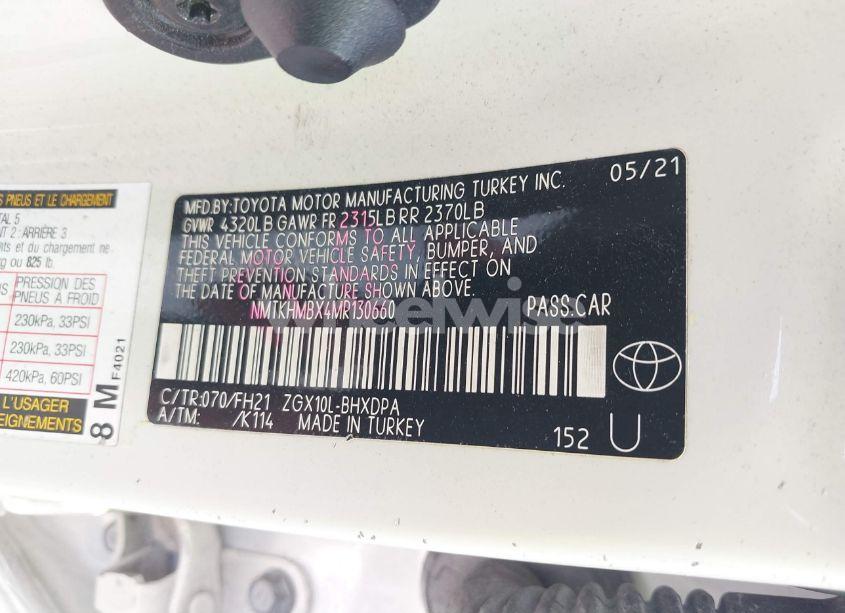 S PNEUS ET LE CHARGEMENT
TAL 5
NT 2 : ARRIÈRE 3
ants et du chargement ne
g ou 825 lb.
PRESSION DES
PNEUS A FROID
230kPa, 33PSI
230kPa, 33PSI
420kPa, 60PSI
L'USAGER
EIGNEMENTS
8 M F4021
MFD.BY:TOYOTA MOTOR MANUFACTURING TURKEY INC. 05/21
GVWR 4320LB GAWR FR 2315LB RR 2370LB
THIS VEHICLE CONFORMS TO ALL APPLICABLE
FEDERAL MOTOR VEHICLE SAFETY, BUMPER, AND
THEFT PREVENTION STANDARDS IN EFFECT ON
THE DATE OF MANUFACTURE SHOWN ABOVE.
NMTKHMBX4MR130660 PASS.CAR
wheelwise
C/TR:070/FH21 ZGX10L-BHXDPA
A/TM: /K114 MADE IN TURKEY
152 U